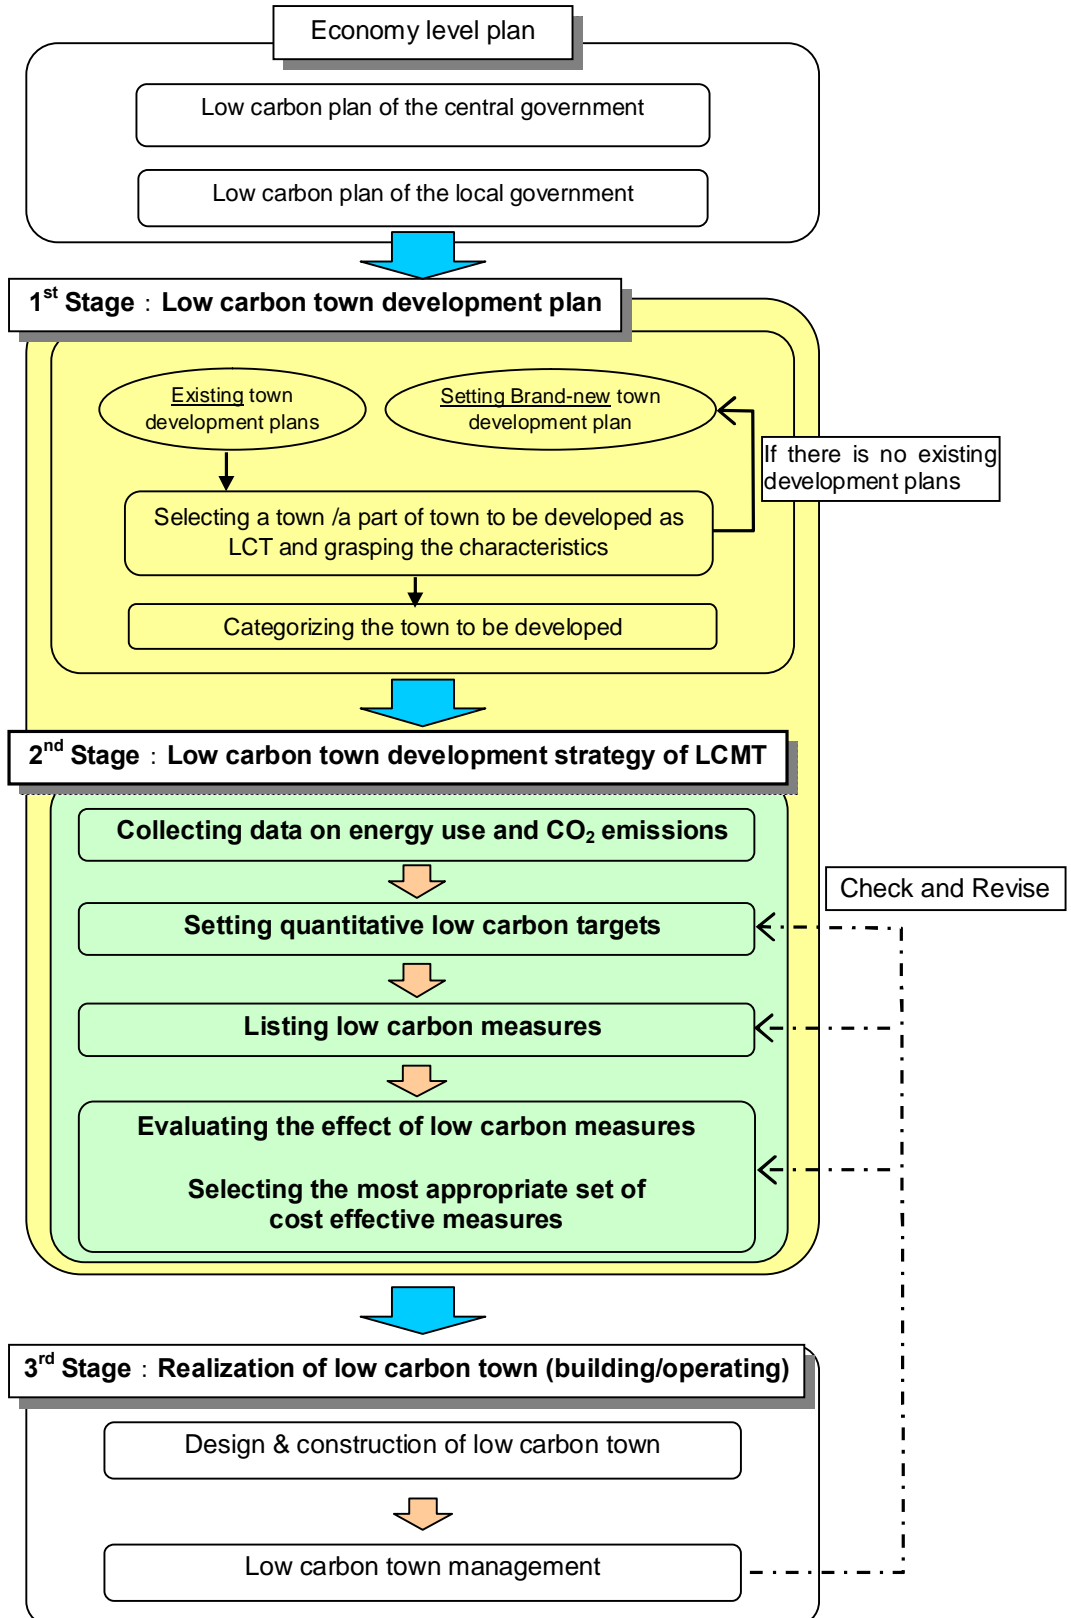 Economy level plan
Low carbon plan of the central government
Low carbon plan of the local government
1st Stage : Low carbon town development plan
Existing town
development plans
Setting Brand-new town
development plan
If there is no existing
development plans
Selecting a town /a part of town to be developed as
LCT and grasping the characteristics
Categorizing the town to be developed
2nd Stage : Low carbon town development strategy of LCMT
Collecting data on energy use and CO2 emissions
Check and Revise
Setting quantitative low carbon targets
Listing low carbon measures
Evaluating the effect of low carbon measures
Selecting the most appropriate set of
cost effective measures
3rd Stage : Realization of low carbon town (building/operating)
Design & construction of low carbon town
Low carbon town management